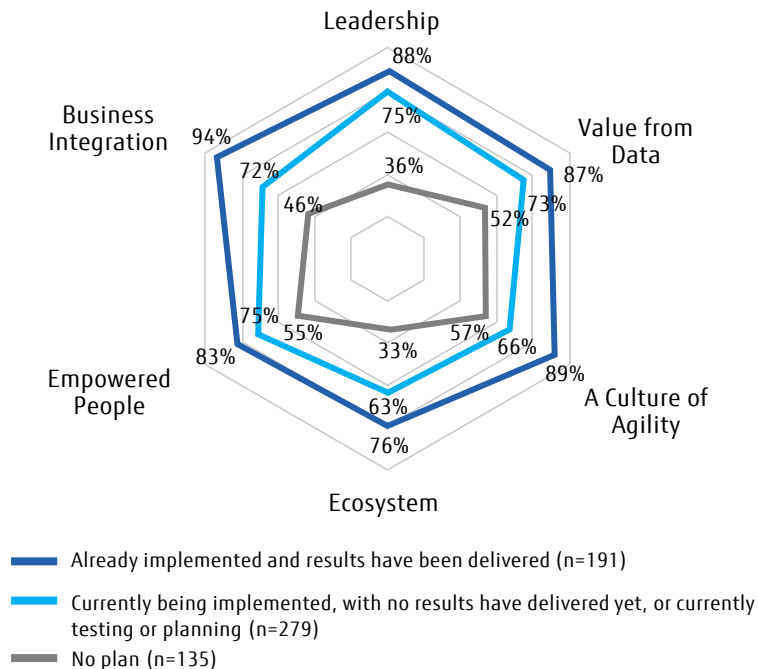 Leadership
88%
75%
36%
Value from
Data
87%
73%
52%
Business
Integration
94%
72%
46%
A Culture of
Agility
89%
66%
57%
Empowered
People
83%
75%
55%
33%
63%
76%
Ecosystem
Already implemented and results have been delivered (n=191)
Currently being implemented, with no results have delivered yet, or currently
testing or planning (n=279)
No plan (n=135)